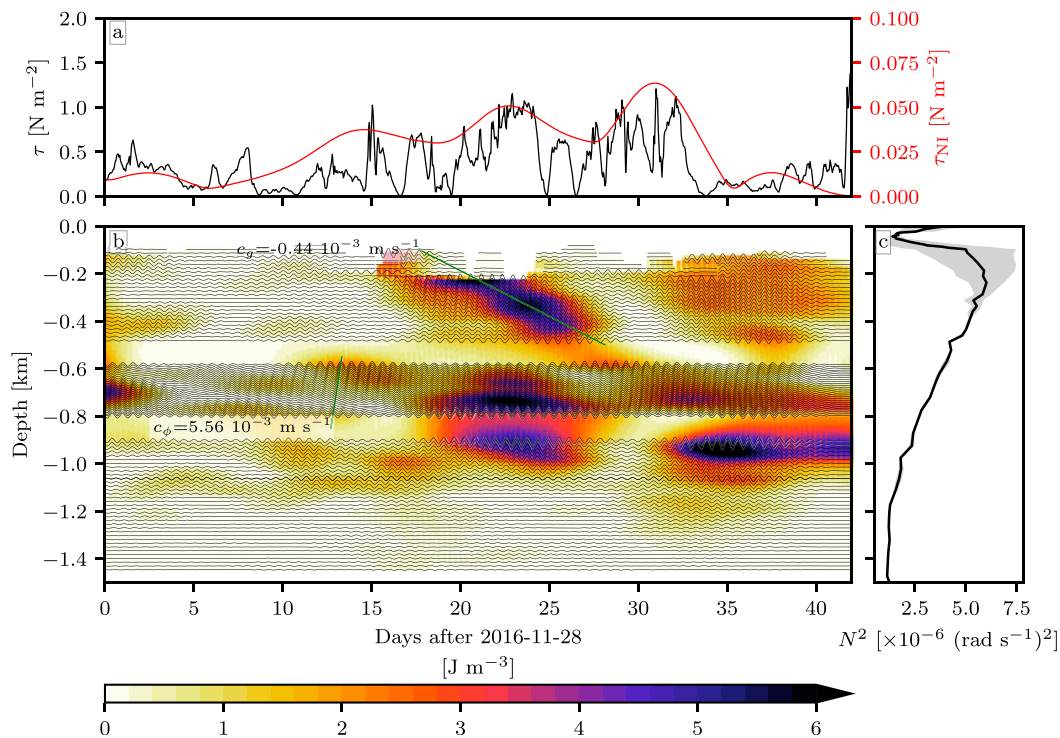 a
2.0
1.5
1.0
0.5
0.0
τ [N m⁻²]
0.100
0.075
0.050
0.025
0.000
τ_NI [N m⁻²]
b
c_g=-0.44 10⁻³ m s⁻¹
c_ϕ=5.56 10⁻³ m s⁻¹
0.0
−0.2
−0.4
−0.6
−0.8
−1.0
−1.2
−1.4
Depth [km]
0 5 10 15 20 25 30 35 40
Days after 2016-11-28
c
2.5 5.0 7.5
N² [×10⁻⁶ (rad s⁻¹)²]
[J m⁻³]
0 1 2 3 4 5 6